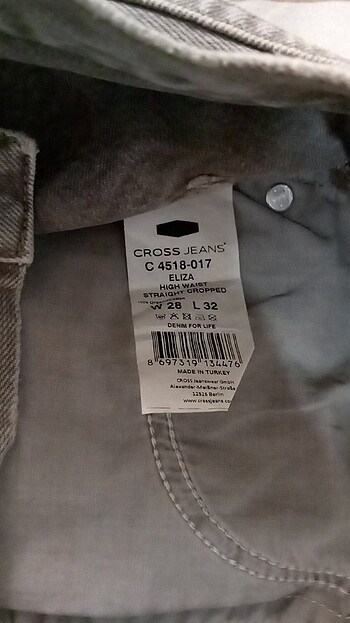 CROSS JEANS
C 4518-017
ELIZA
HIGH WAIST
STRAIGHT CROPPED
W 28 L 32
DENIM FOR LIFE
8 697319 134476
MADE IN TURKEY
CROSS Jeanswear GmbH
Alexander-Meißner-Straße
12526 Berlin
www.crossjeans.co